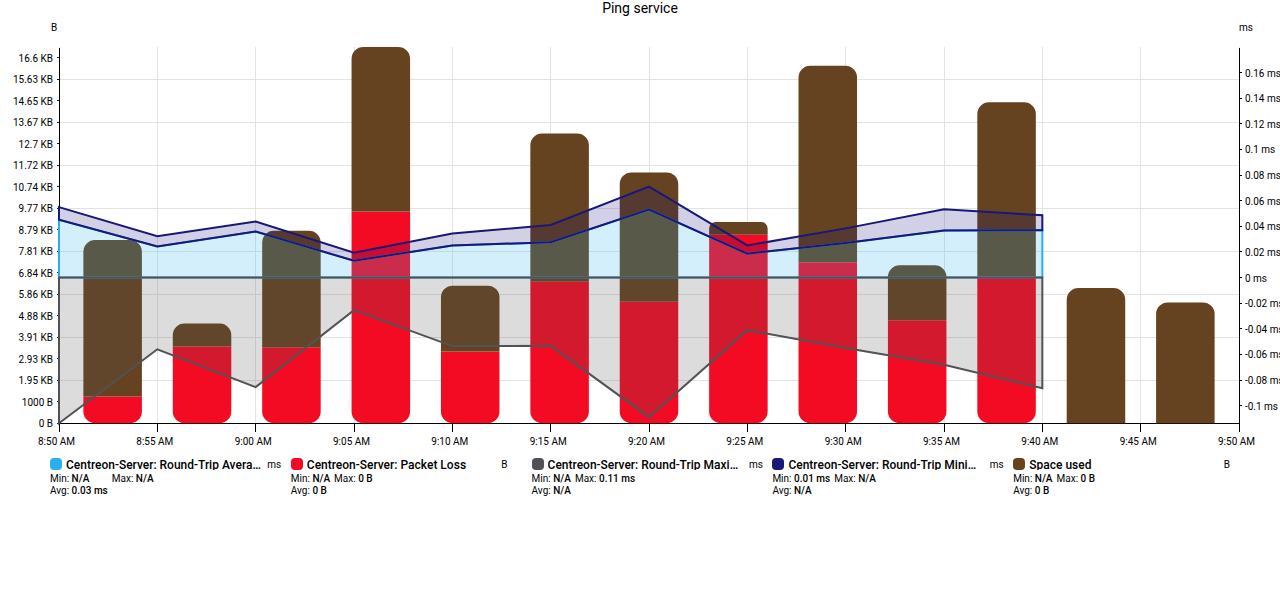 Ping service
B
ms
16.6 KB
15.63 KB
14.65 KB
13.67 KB
12.7 KB
11.72 KB
10.74 KB
9.77 KB
8.79 KB
7.81 KB
6.84 KB
5.86 KB
4.88 KB
3.91 KB
2.93 KB
1.95 KB
1000 B
0 B
0.16 ms
0.14 ms
0.12 ms
0.1 ms
0.08 ms
0.06 ms
0.04 ms
0.02 ms
0 ms
-0.02 ms
-0.04 ms
-0.06 ms
-0.08 ms
-0.1 ms
8:50 AM 8:55 AM 9:00 AM 9:05 AM 9:10 AM 9:15 AM 9:20 AM 9:25 AM 9:30 AM 9:35 AM 9:40 AM 9:45 AM 9:50 AM
Centreon-Server: Round-Trip Avera... ms
Min: N/A Max: N/A
Avg: 0.03 ms
Centreon-Server: Packet Loss B
Min: N/A Max: 0 B
Avg: 0 B
Centreon-Server: Round-Trip Maxi... ms
Min: N/A Max: 0.11 ms
Avg: N/A
Centreon-Server: Round-Trip Mini... ms
Min: 0.01 ms Max: N/A
Avg: N/A
Space used B
Min: N/A Max: 0 B
Avg: 0 B